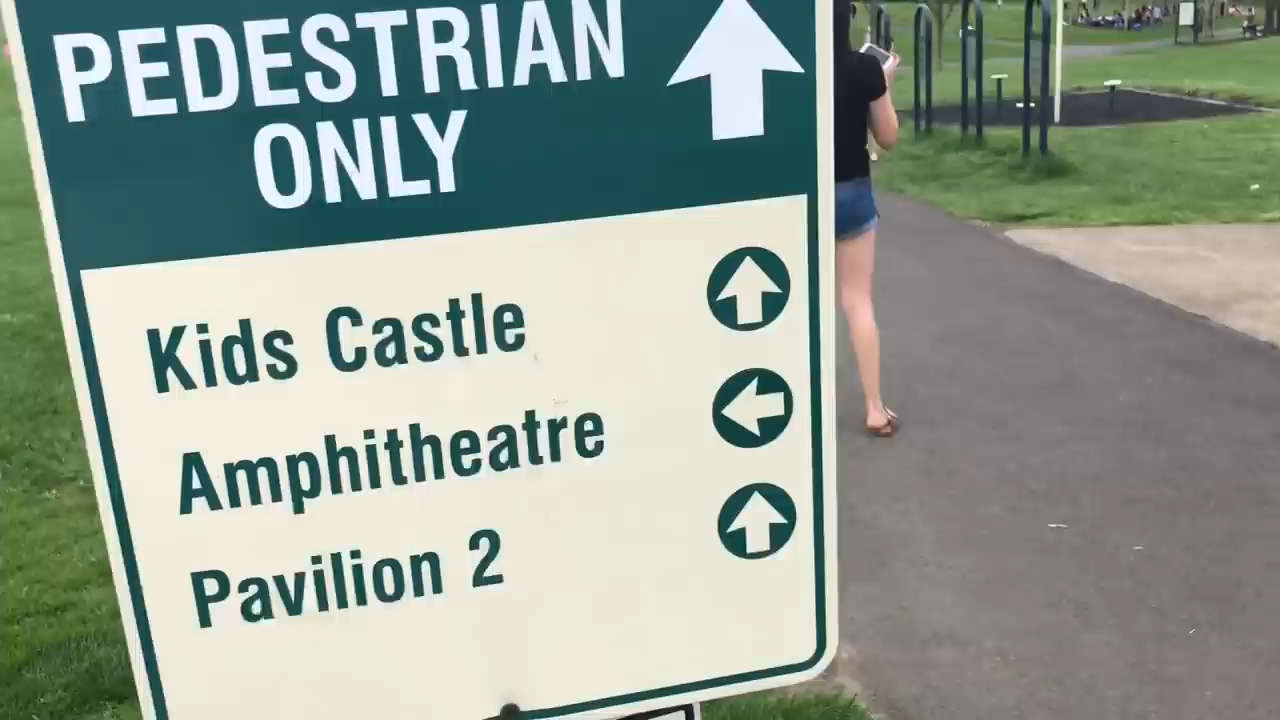 PEDESTRIAN
ONLY
Kids Castle
Amphitheatre
Pavilion 2